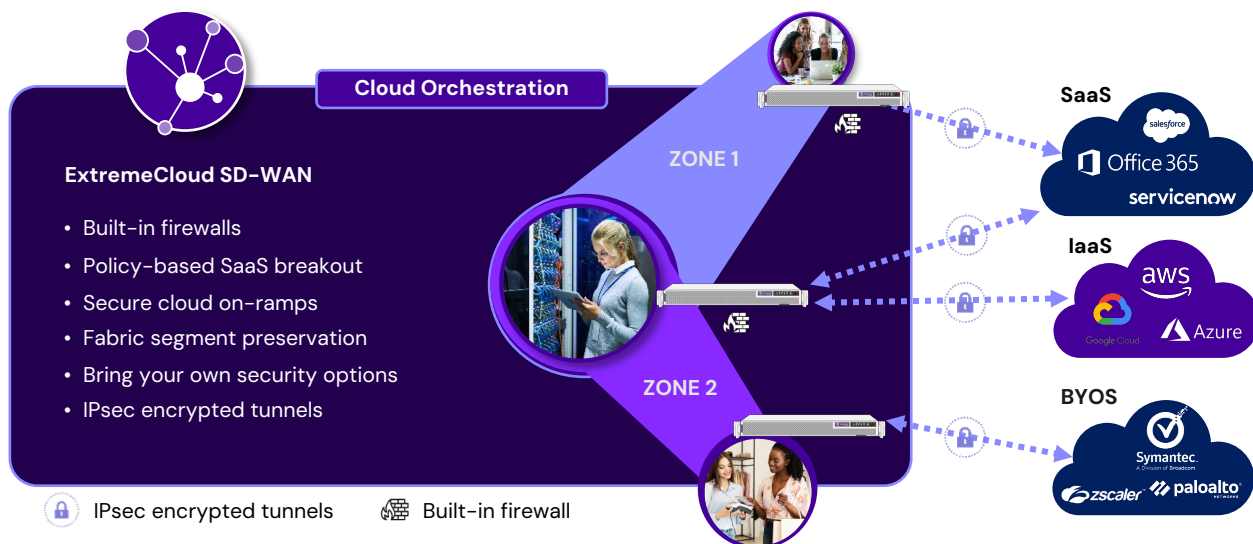 Cloud Orchestration
ExtremeCloud SD-WAN
• Built-in firewalls
• Policy-based SaaS breakout
• Secure cloud on-ramps
• Fabric segment preservation
• Bring your own security options
• IPsec encrypted tunnels
ZONE 1
ZONE 2
SaaS
salesforce
Office 365
servicenow
IaaS
aws
Google Cloud
Azure
BYOS
Symantec.
A Division of Broadcom
zscaler
paloalto
NETWORKS
IPsec encrypted tunnels
Built-in firewall